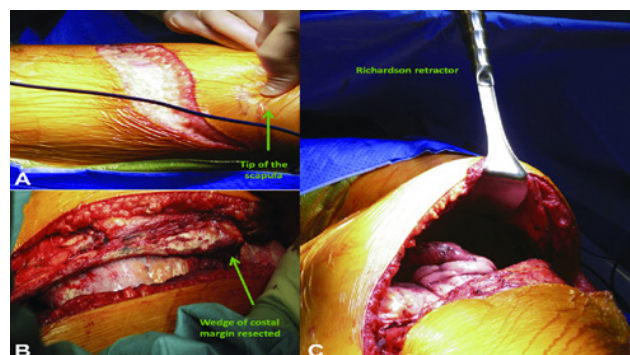 Tip of the
scapula
A
Wedge of costal
margin resected
B
Richardson retractor
C